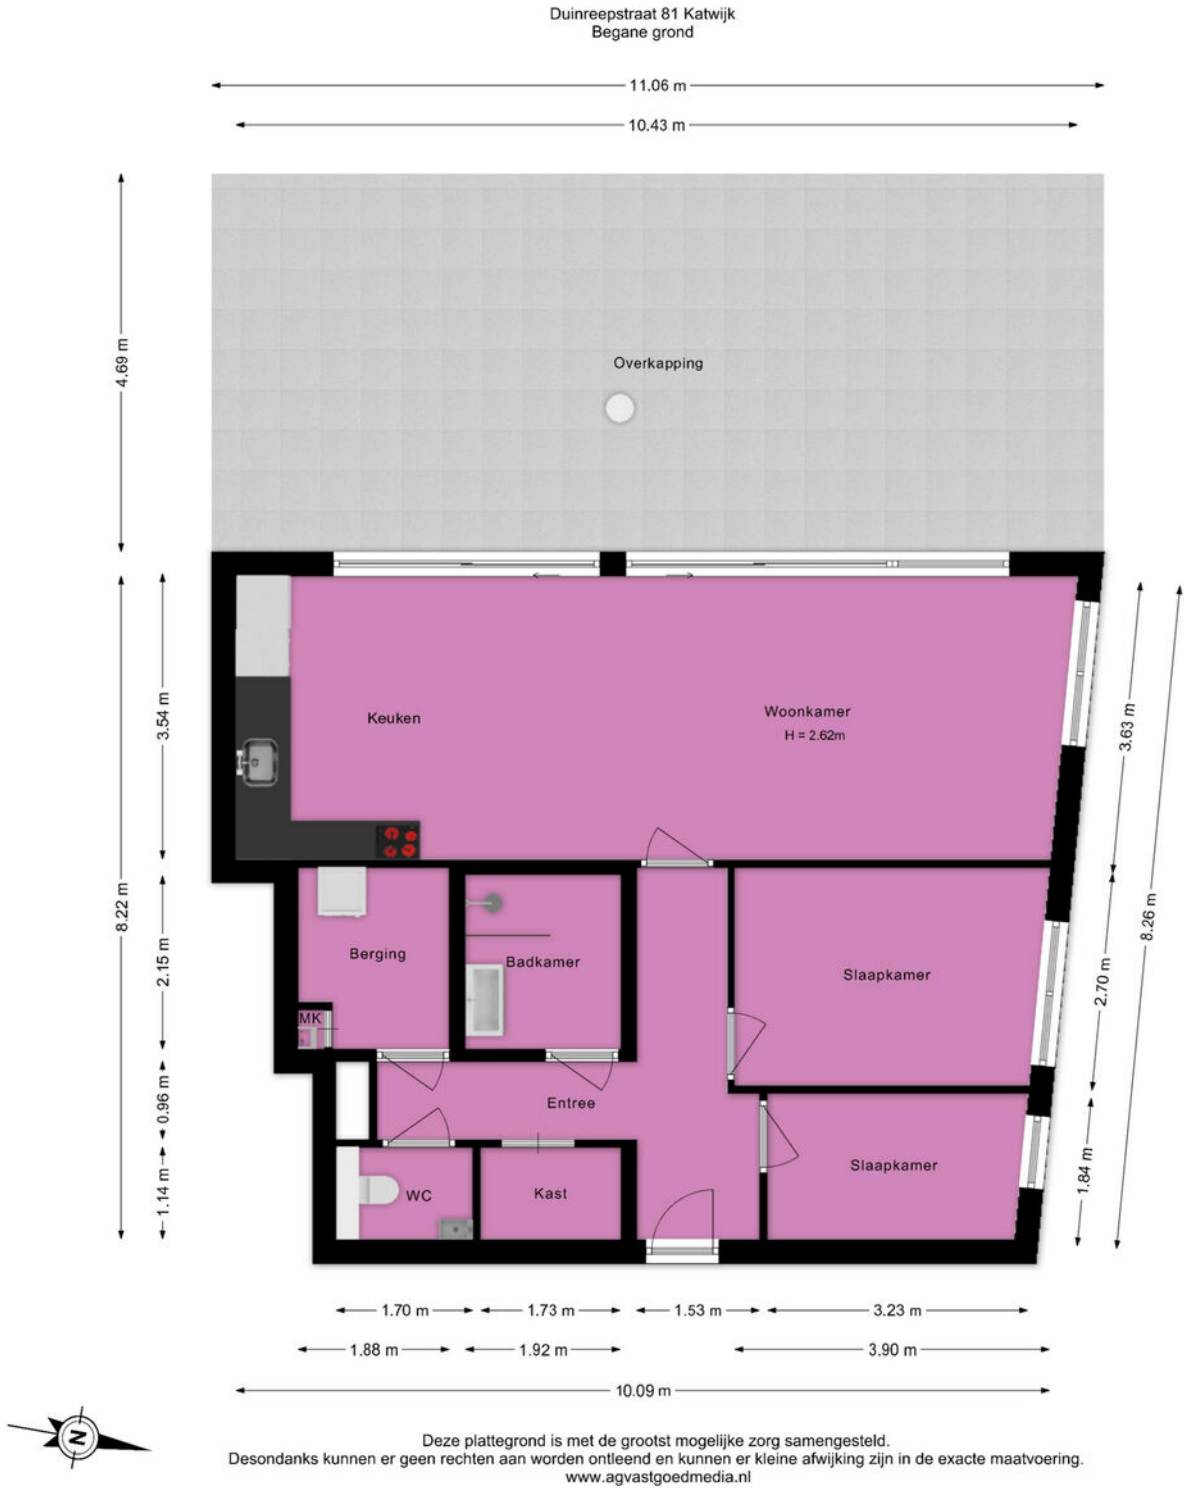 Duinreepstraat 81 Katwijk
Begane grond
11.06 m
10.43 m
4.69 m
Overkapping
3.54 m
Keuken
Woonkamer
H = 2.62m
3.63 m
8.22 m
8.26 m
2.15 m
Berging
Badkamer
Slaapkamer
2.70 m
MK
0.96 m
Entree
1.14 m
WC
Kast
Slaapkamer
1.84 m
1.70 m
1.73 m
1.53 m
3.23 m
1.88 m
1.92 m
3.90 m
10.09 m
N
Deze plattegrond is met de grootst mogelijke zorg samengesteld.
Desondanks kunnen er geen rechten aan worden ontleend en kunnen er kleine afwijking zijn in de exacte maatvoering.
www.agvastgoedmedia.nl